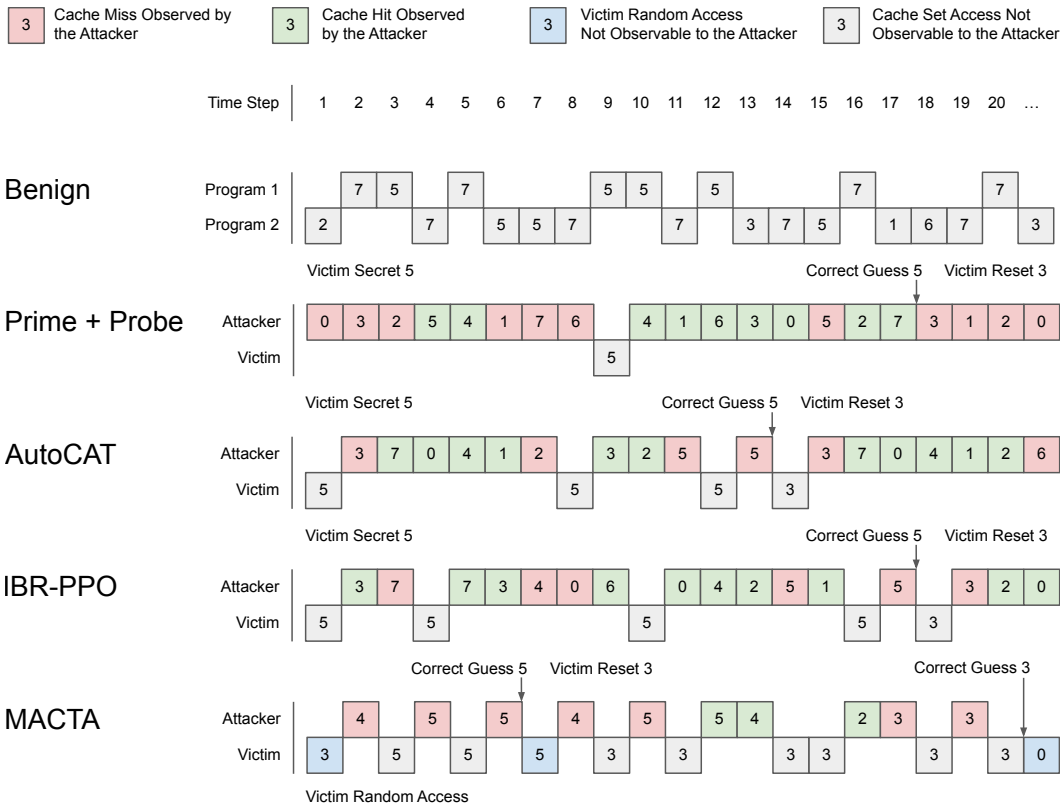 3 Cache Miss Observed by
the Attacker
3 Cache Hit Observed
by the Attacker
3 Victim Random Access
Not Observable to the Attacker
3 Cache Set Access Not
Observable to the Attacker
Time Step 1 2 3 4 5 6 7 8 9 10 11 12 13 14 15 16 17 18 19 20 ...
Benign
Program 1 7 5 7 5 5 5 7 7
Program 2 2 7 5 5 7 7 3 7 5 1 6 7 3
Victim Secret 5 Correct Guess 5 Victim Reset 3
Prime + Probe
Attacker 0 3 2 5 4 1 7 6 4 1 6 3 0 5 2 7 3 1 2 0
Victim 5
Victim Secret 5 Correct Guess 5 Victim Reset 3
AutoCAT
Attacker 3 7 0 4 1 2 3 2 5 5 3 7 0 4 1 2 6
Victim 5 5 5 3
Victim Secret 5 Correct Guess 5 Victim Reset 3
IBR-PPO
Attacker 3 7 7 3 4 0 6 0 4 2 5 1 5 3 2 0
Victim 5 5 5 5 3
Correct Guess 5 Victim Reset 3 Correct Guess 3
MACTA
Attacker 4 5 5 4 5 5 4 2 3 3
Victim 3 5 5 5 3 3 3 3 3 3 0
Victim Random Access